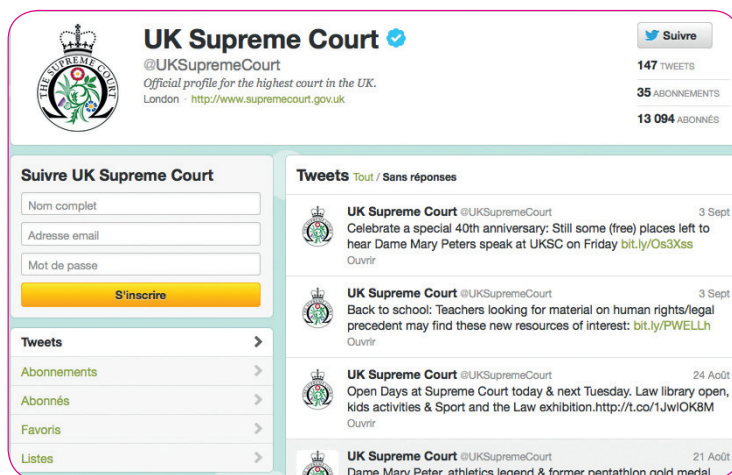 UK Supreme Court
@UKSupremeCourt
Official profile for the highest court in the UK.
London · http://www.supremecourt.gov.uk
THE SUPREME COURT
Suivre
147 TWEETS
35 ABONNEMENTS
13 094 ABONNÉS
Suivre UK Supreme Court
Nom complet
Adresse email
Mot de passe
S'inscrire
Tweets
Abonnements
Abonnés
Favoris
Listes
Tweets Tout / Sans réponses
UK Supreme Court @UKSupremeCourt 3 Sept
Celebrate a special 40th anniversary: Still some (free) places left to
hear Dame Mary Peters speak at UKSC on Friday bit.ly/Os3Xss
Ouvrir
UK Supreme Court @UKSupremeCourt 3 Sept
Back to school: Teachers looking for material on human rights/legal
precedent may find these new resources of interest: bit.ly/PWELLh
Ouvrir
UK Supreme Court @UKSupremeCourt 24 Août
Open Days at Supreme Court today & next Tuesday. Law library open,
kids activities & Sport and the Law exhibition.http://t.co/1JwlOK8M
Ouvrir
UK Supreme Court @UKSupremeCourt 21 Août
Dame Mary Peter, athletics legend & former pentathlon gold medal